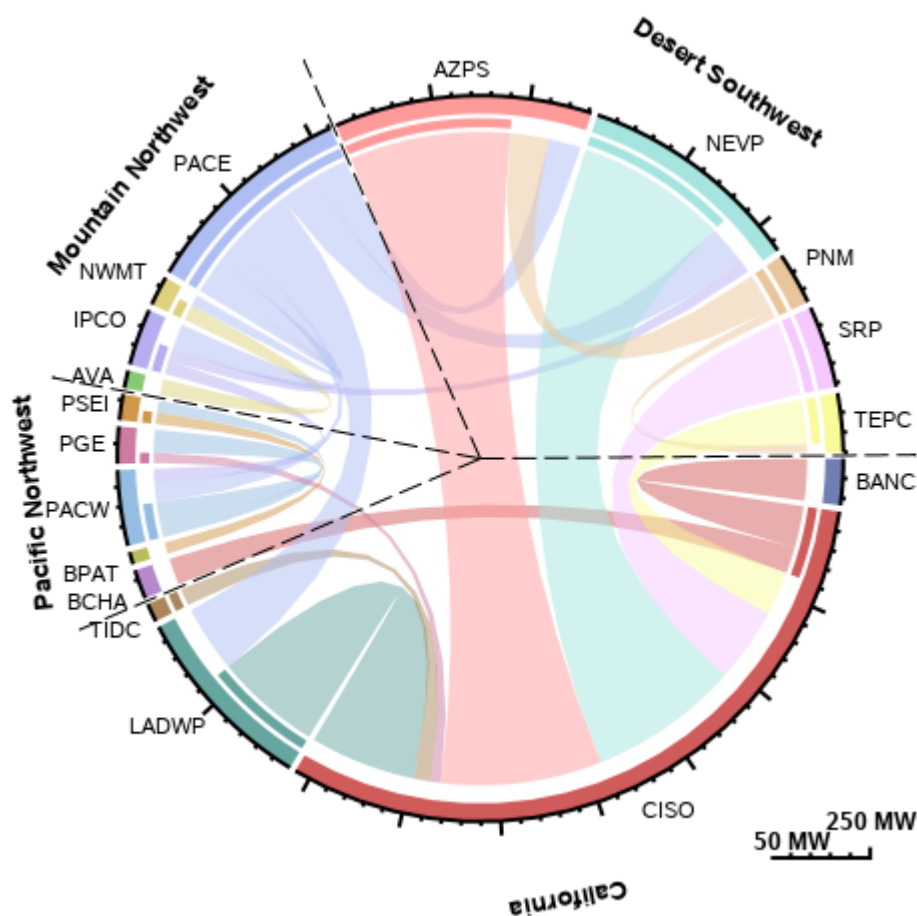 AZPS
Desert Southwest
NEVP
Mountain Northwest
PACE
PNM
NWMT
SRP
IPCO
AVA
PSEI
TEPC
PGE
BANC
PACW
Pacific Northwest
BPAT
BCHA
TIDC
LADWP
CISO
250 MW
50 MW
California